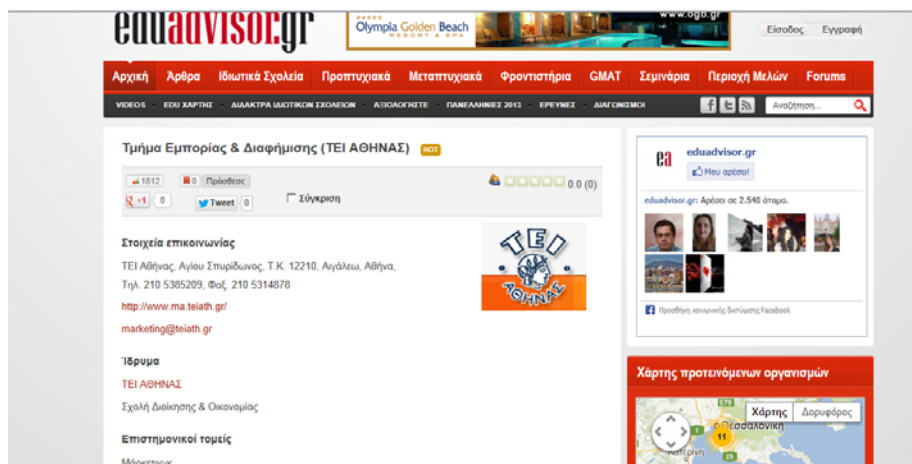 eduadvisor.gr
Olympia Golden Beach
RESORT & SPA
www.ogb.gr
Είσοδος Εγγραφή
Αρχική Άρθρα Ιδιωτικά Σχολεία Προπτυχιακά Μεταπτυχιακά Φροντιστήρια GMAT Σεμινάρια Περιοχή Μελών Forums
VIDEOS EDU ΧΑΡΤΗΣ ΔΙΔΑΚΤΡΑ ΙΔΙΩΤΙΚΩΝ ΣΧΟΛΕΙΩΝ ΑΞΙΟΛΟΓΗΣΤΕ ΠΑΝΕΛΛΗΝΙΕΣ 2013 ΕΡΕΥΝΕΣ ΔΙΑΓΩΝΙΣΜΟΙ
Αναζήτηση...
Τμήμα Εμπορίας & Διαφήμισης (ΤΕΙ ΑΘΗΝΑΣ) HOT
1812 0 Πρόσθεσε 0.0 (0)
+1 0 Tweet 0 Σύγκριση
Στοιχεία επικοινωνίας
ΤΕΙ Αθήνας, Αγίου Σπυρίδωνος, Τ.Κ. 12210, Αιγάλεω, Αθήνα,
Τηλ. 210 5385209, Φαξ. 210 5314878
http://www.ma.teiath.gr/
marketing@teiath.gr
ΤΕΙ
ΑΘΗΝΑΣ
Ίδρυμα
ΤΕΙ ΑΘΗΝΑΣ
Σχολή Διοίκησης & Οικονομίας
Επιστημονικοί τομείς
Μάρκετινγκ
ea eduadvisor.gr
Μου αρέσει!
eduadvisor.gr: Αρέσει σε 2.540 άτομα.
Προσθήκη κοινωνικής δικτύωσης Facebook
Χάρτης προτεινόμενων οργανισμών
Χάρτης Δορυφόρος
Θεσσαλονίκη
11
Κατερίνη